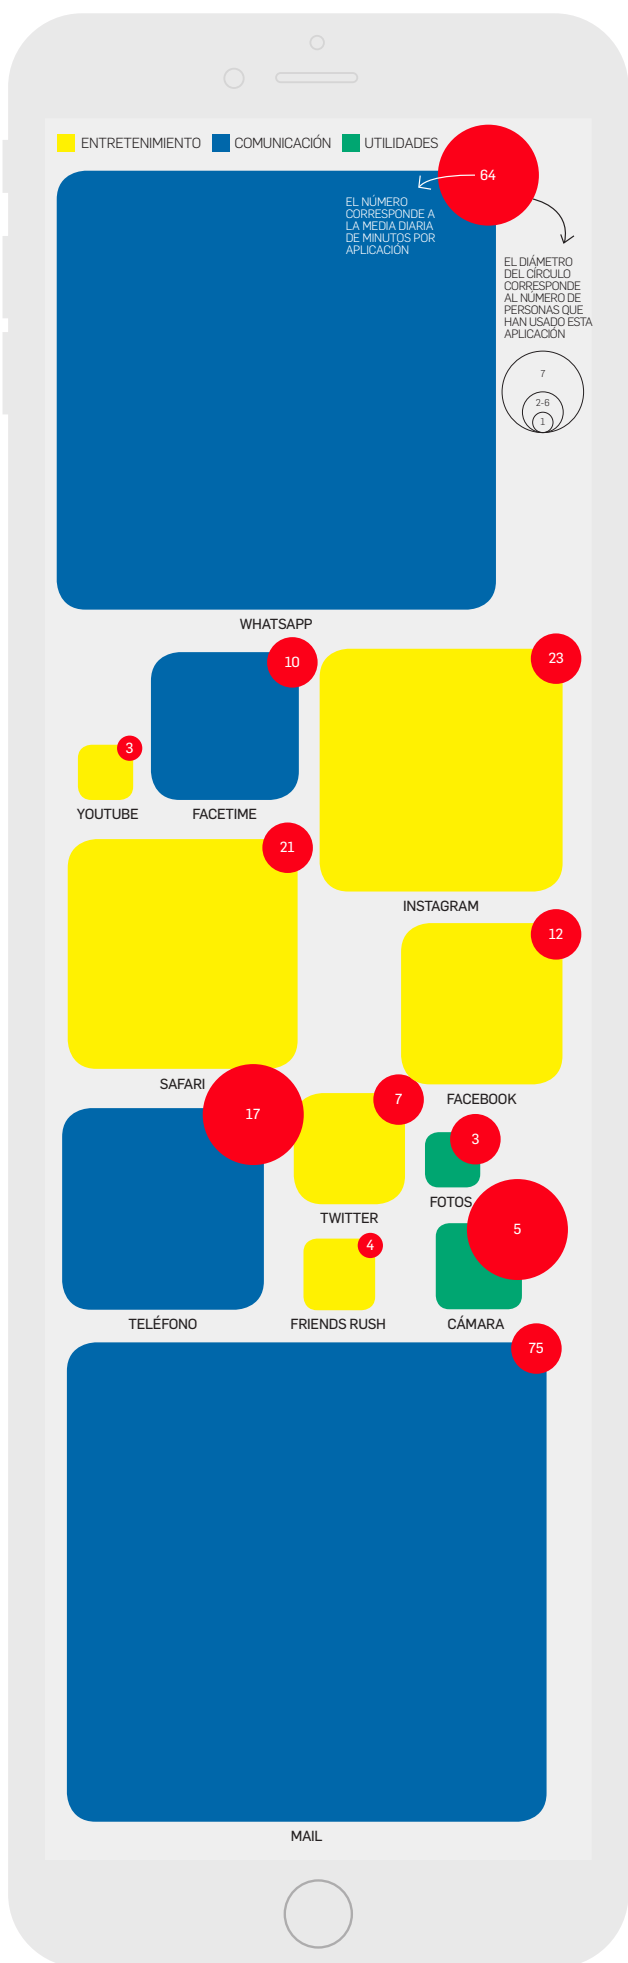 ENTRETENIMIENTO
COMUNICACIÓN
UTILIDADES
64
EL NÚMERO
CORRESPONDE A
LA MEDIA DIARIA
DE MINUTOS POR
APLICACIÓN
EL DIÁMETRO
DEL CÍRCULO
CORRESPONDE
AL NÚMERO DE
PERSONAS QUE
HAN USADO ESTA
APLICACIÓN
7
2-6
1
WHATSAPP
3
YOUTUBE
10
FACETIME
23
INSTAGRAM
21
SAFARI
12
FACEBOOK
17
TELÉFONO
7
TWITTER
3
FOTOS
4
FRIENDS RUSH
5
CÁMARA
75
MAIL